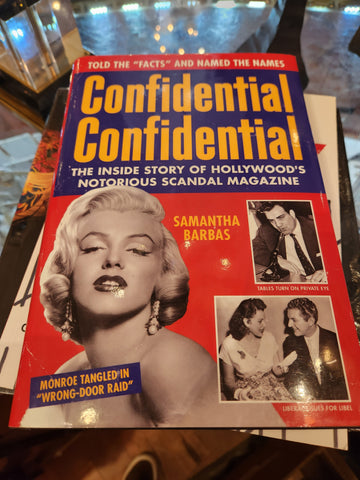 TOLD THE "FACTS" AND NAMED THE NAMES
Confidential
Confidential
THE INSIDE STORY OF HOLLYWOOD'S
NOTORIOUS SCANDAL MAGAZINE
SAMANTHA
BARBAS
TABLES TURN ON PRIVATE EYE
MONROE TANGLED IN
"WRONG-DOOR RAID"
LIBERACE SUES FOR LIBEL